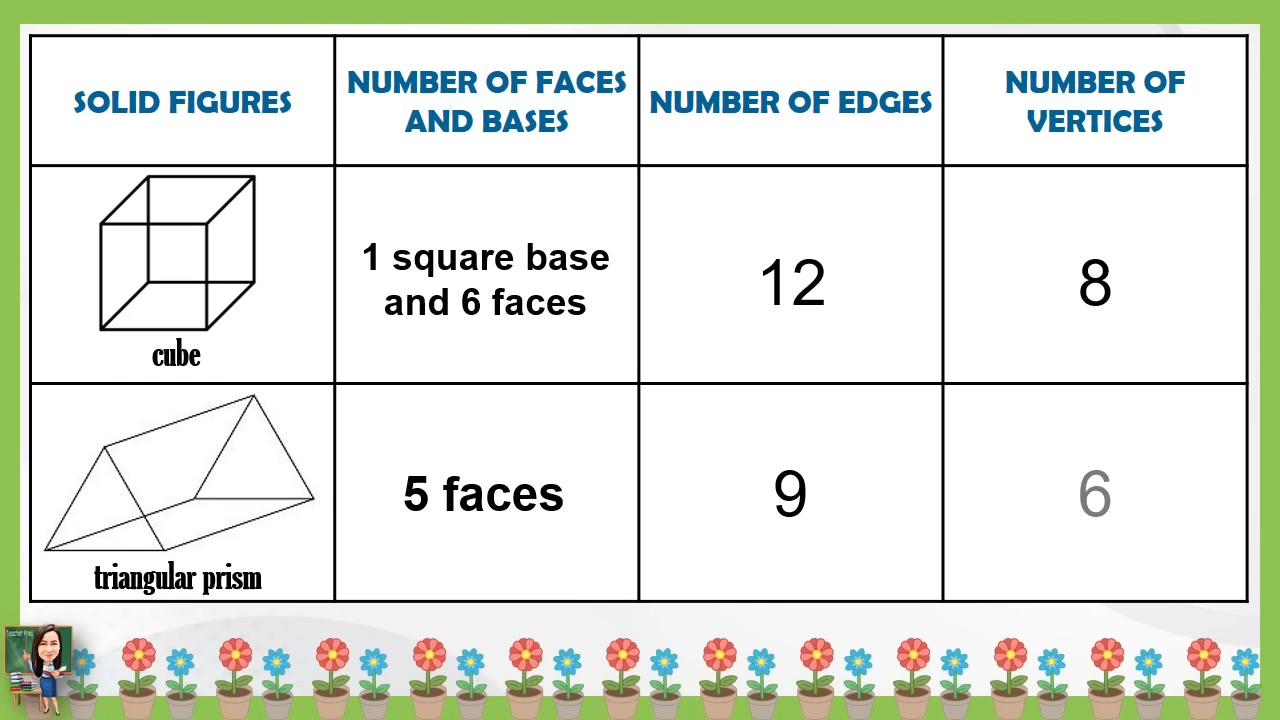 SOLID FIGURES
NUMBER OF FACES
AND BASES
NUMBER OF EDGES
NUMBER OF
VERTICES
cube
1 square base
and 6 faces
12
8
triangular prism
5 faces
9
6